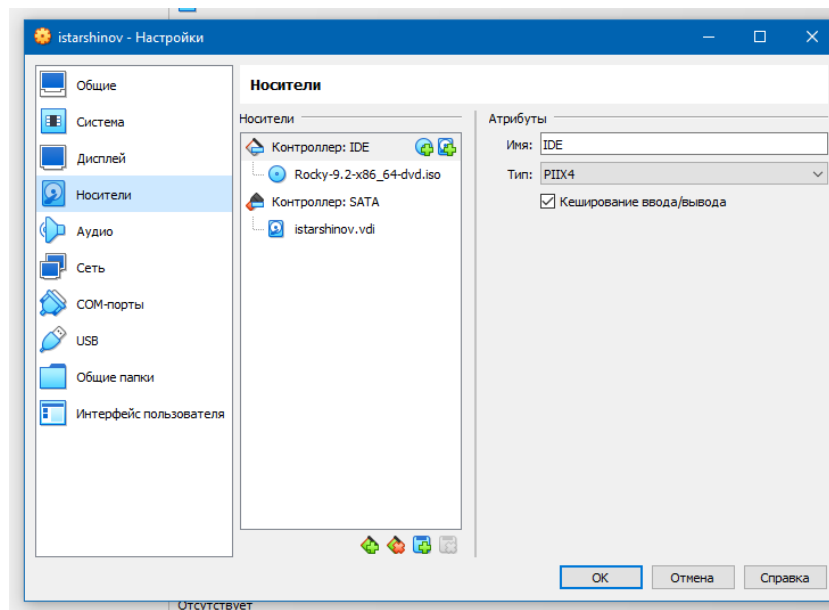 istarshinov - Настройки
Общие
Система
Дисплей
Носители
Аудио
Сеть
COM-порты
USB
Общие папки
Интерфейс пользователя
Носители
Носители
Контроллер: IDE
Rocky-9.2-x86_64-dvd.iso
Контроллер: SATA
istarshinov.vdi
Атрибуты
Имя: IDE
Тип: PIIX4
Кеширование ввода/вывода
OK
Отмена
Справка
Отсутствует